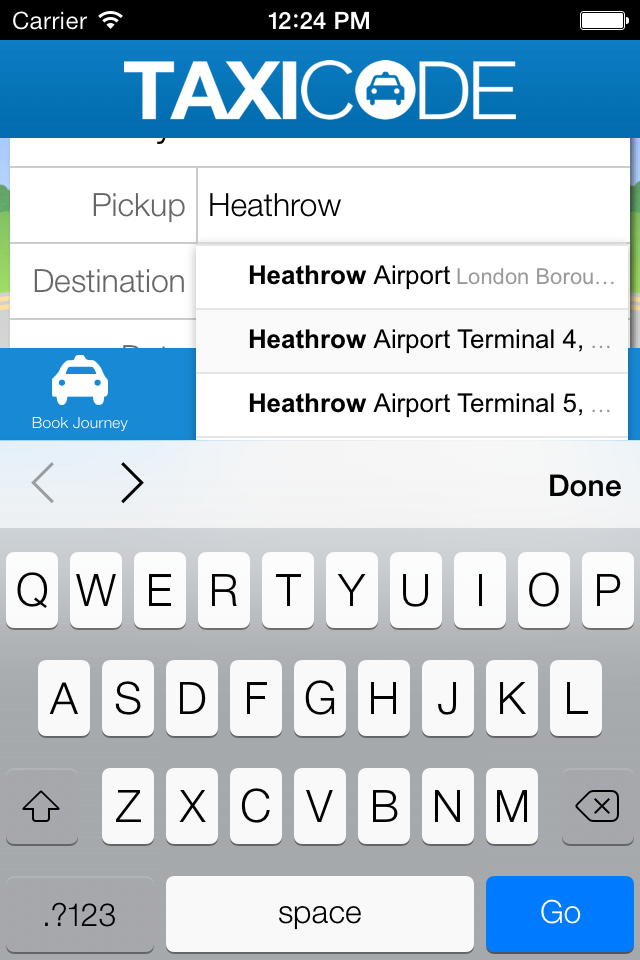 Carrier 12:24 PM
TAXICODE
Pickup Heathrow
Destination
Heathrow Airport London Borou...
Heathrow Airport Terminal 4, ...
Heathrow Airport Terminal 5, ...
Book Journey
Done
Q W E R T Y U I O P
A S D F G H J K L
Z X C V B N M
.?123 space Go